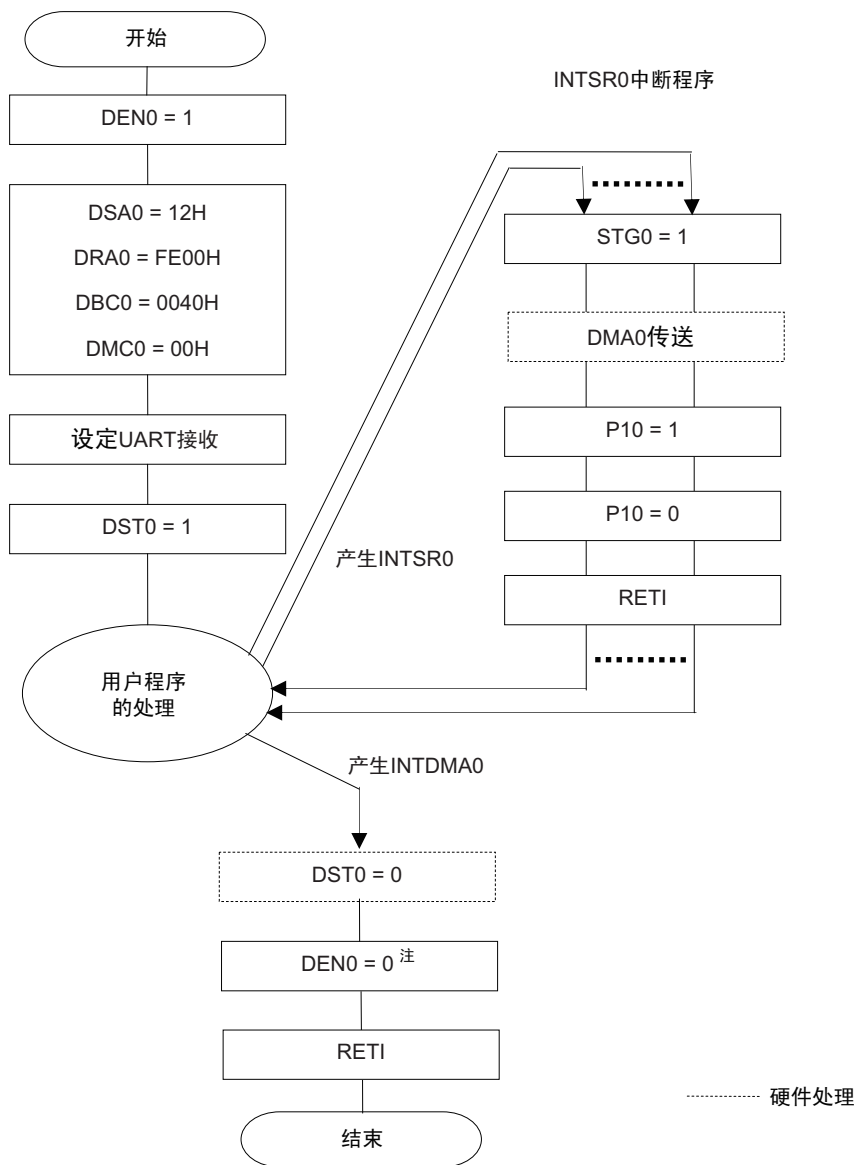 开始
DEN0 = 1
DSA0 = 12H
DRA0 = FE00H
DBC0 = 0040H
DMC0 = 00H
设定UART接收
DST0 = 1
用户程序
的处理
产生INTSR0
INTSR0中断程序
STG0 = 1
DMA0传送
P10 = 1
P10 = 0
RETI
产生INTDMA0
DST0 = 0
DEN0 = 0 注
RETI
结束
硬件处理